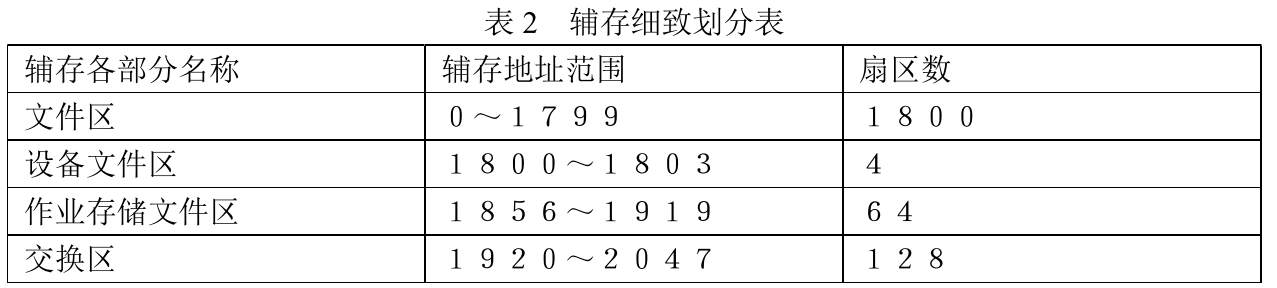 表 2 辅存细致划分表
辅存各部分名称 辅存地址范围 扇区数
文件区 0～1799 1800
设备文件区 1800～1803 4
作业存储文件区 1856～1919 64
交换区 1920～2047 128